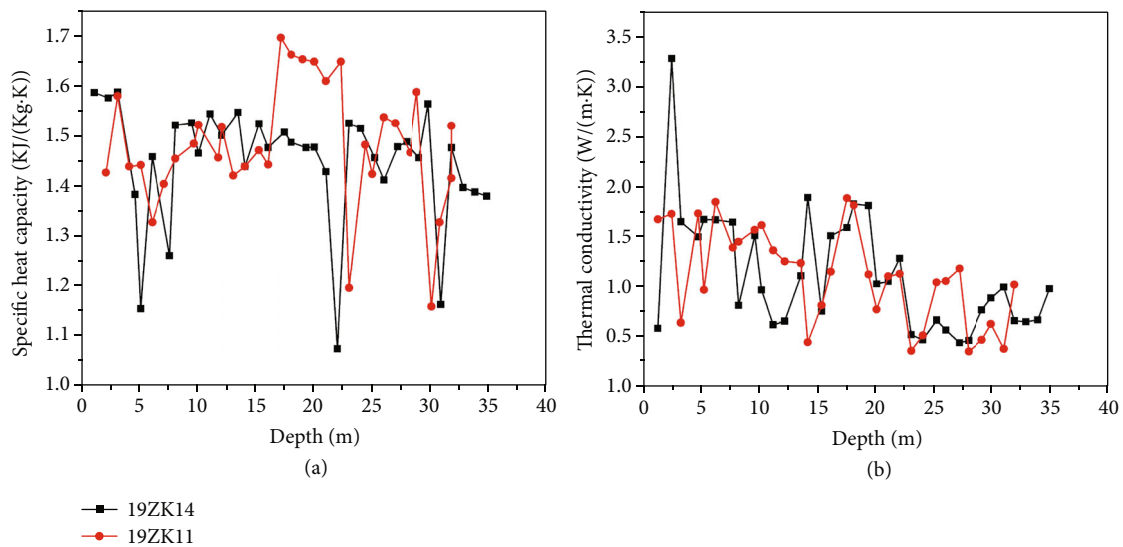 1.7
1.6
1.5
1.4
1.3
1.2
1.1
1.0
Specific heat capacity (KJ/(Kg·K))
0 5 10 15 20 25 30 35 40
Depth (m)
(a)
3.5
3.0
2.5
2.0
1.5
1.0
0.5
1.0
Thermal conductivity (W/(m·K))
0 5 10 15 20 25 30 35 40
Depth (m)
(b)
19ZK14
19ZK11